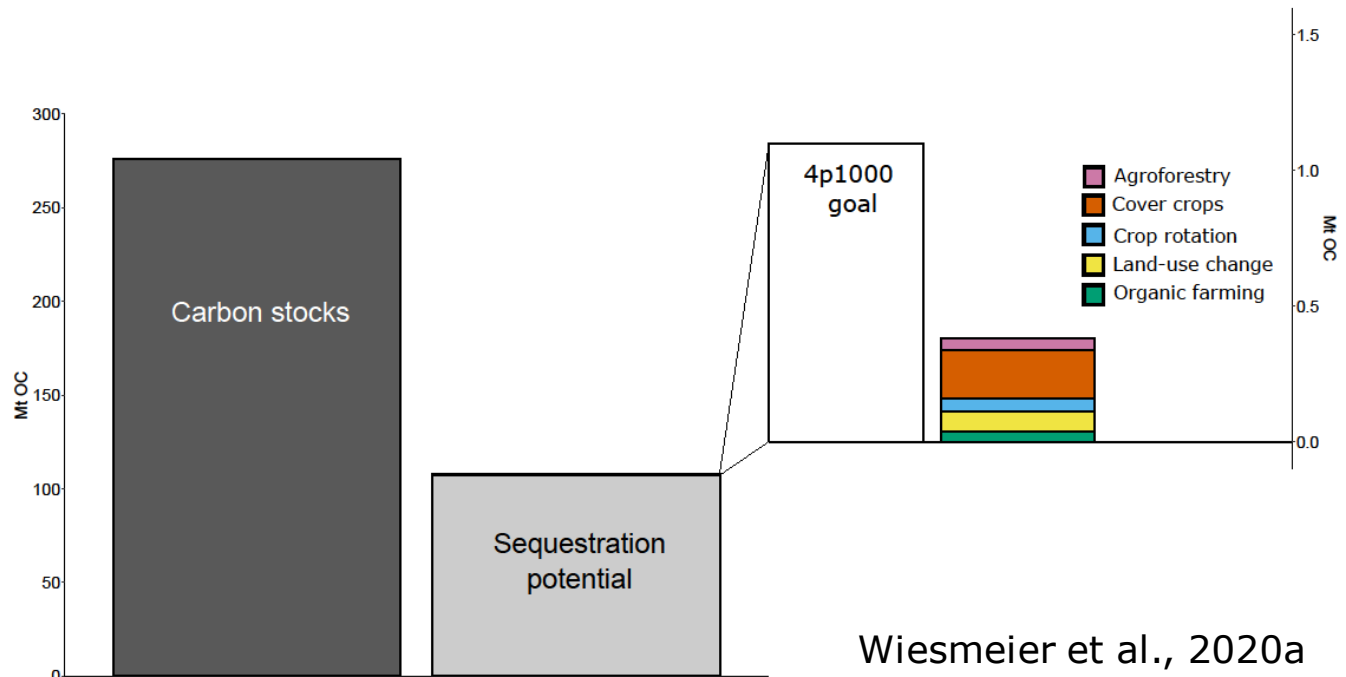 1.5
300
4p1000
goal
1.0
Agroforestry
Cover crops
Crop rotation
Land-use change
Organic farming
Mt OC
250
200
Carbon stocks
0.5
Mt OC
150
0.0
100
Sequestration
potential
50
0
Wiesmeier et al., 2020a